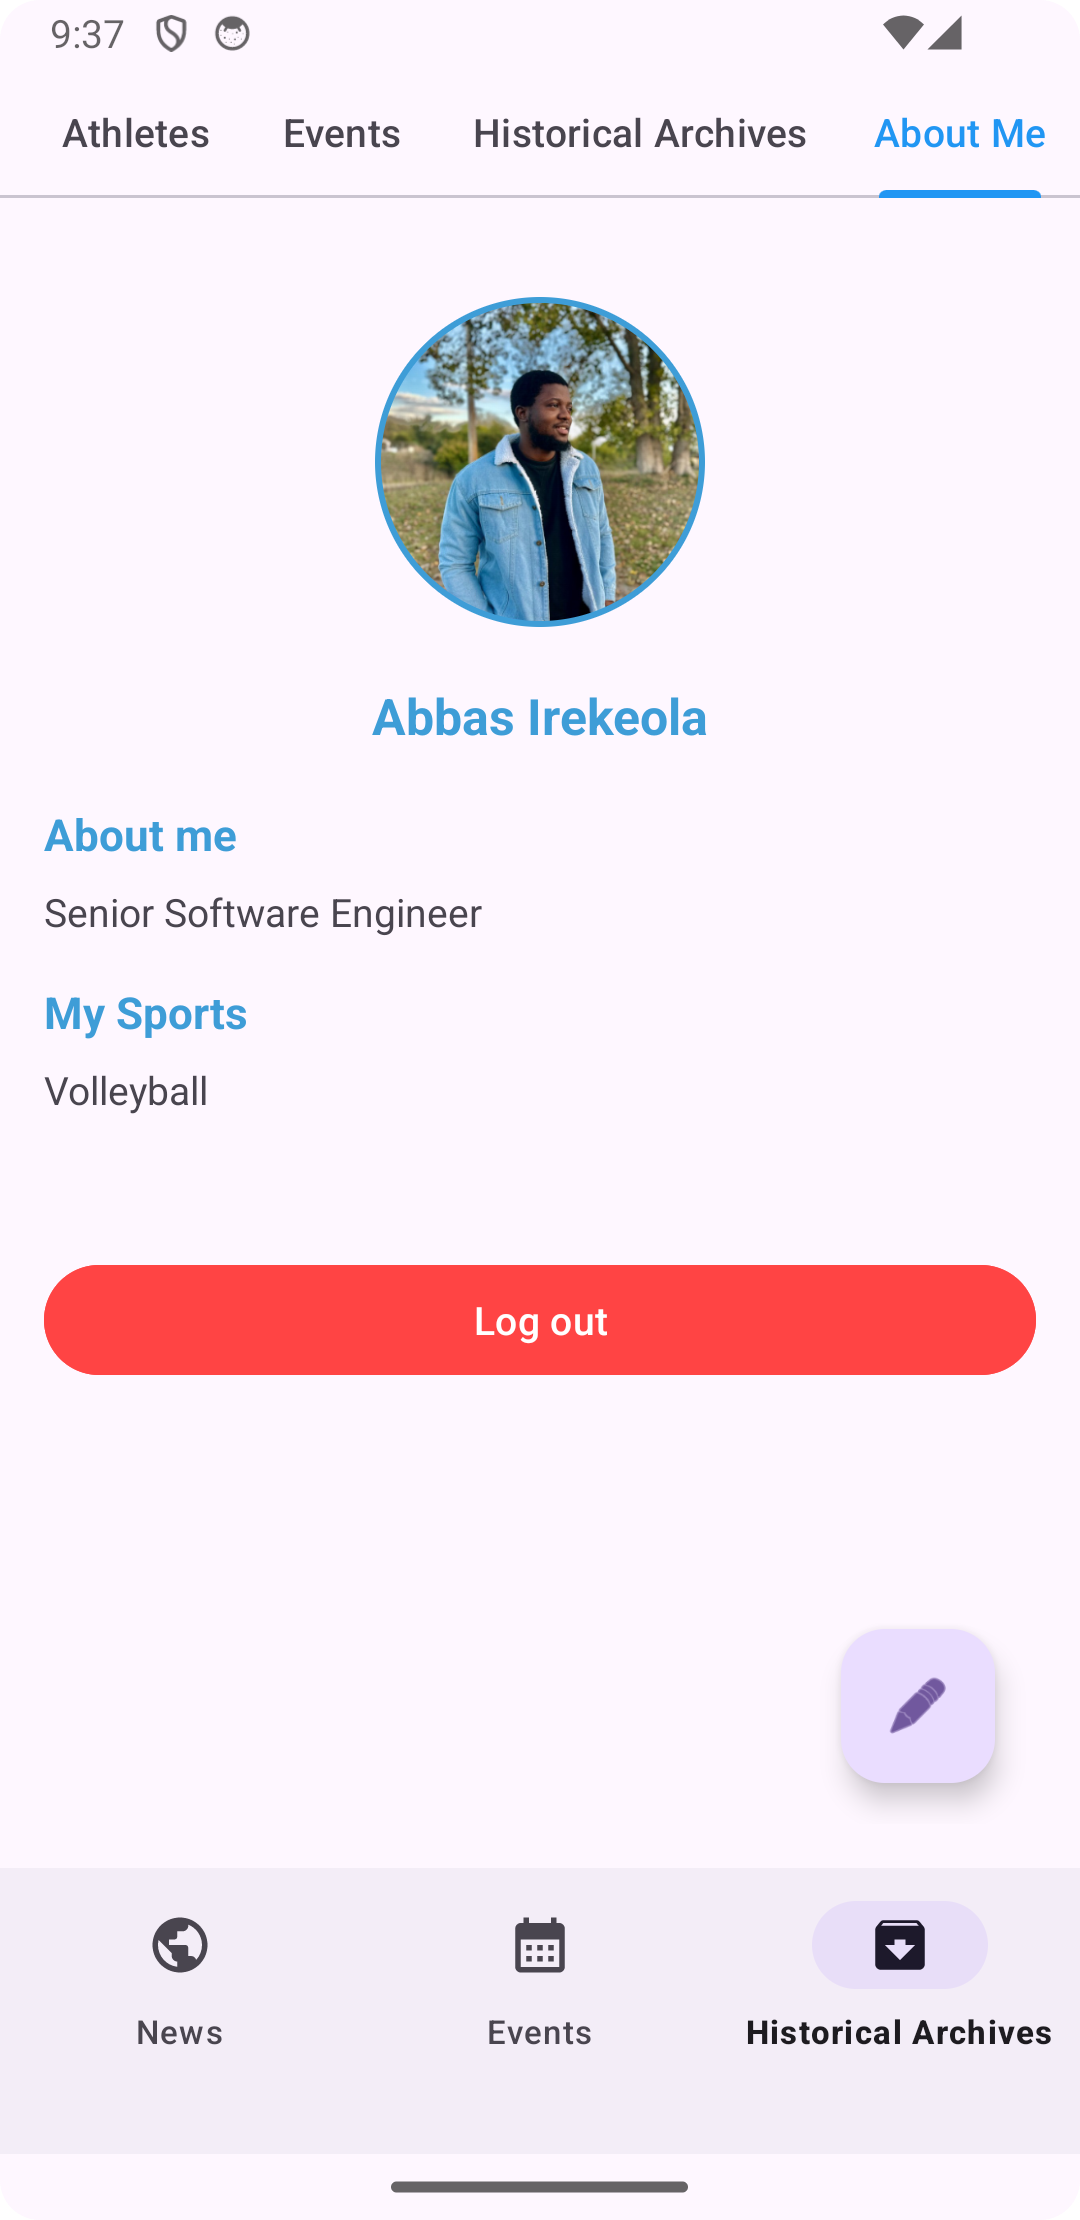 9:37
Athletes Events Historical Archives About Me
Abbas Irekeola
About me
Senior Software Engineer
My Sports
Volleyball
Log out
News Events Historical Archives